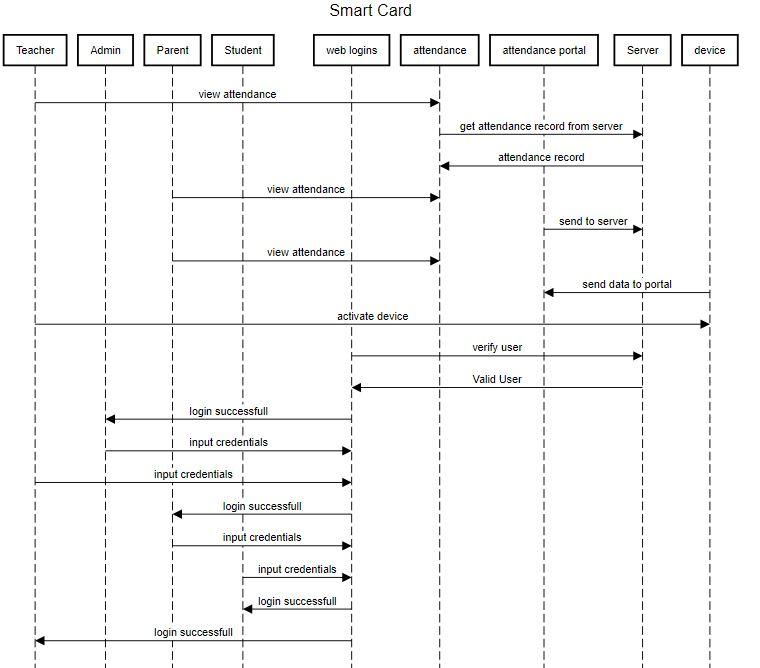 Smart Card
Teacher Admin Parent Student web logins attendance attendance portal Server device
view attendance
get attendance record from server
attendance record
view attendance
send to server
view attendance
send data to portal
activate device
verify user
Valid User
login successfull
input credentials
input credentials
login successfull
input credentials
input credentials
login successfull
login successfull